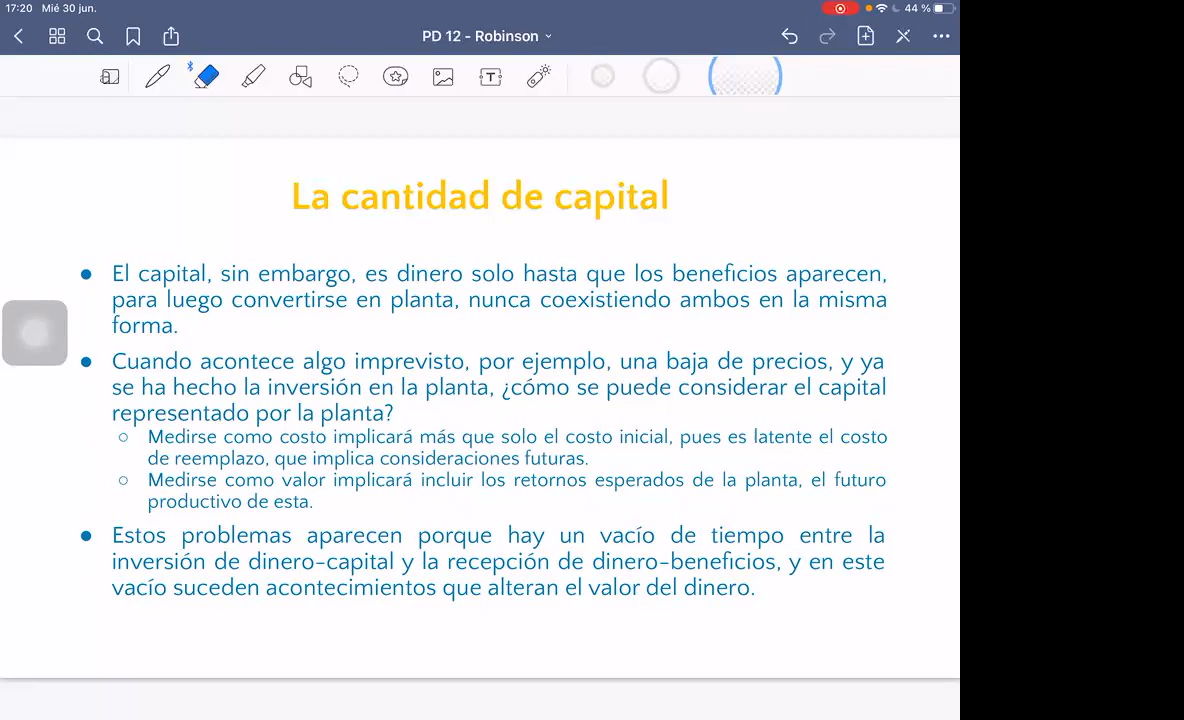 17:20 Mié 30 jun.
44 %
PD 12 - Robinson
T
La cantidad de capital
● El capital, sin embargo, es dinero solo hasta que los beneficios aparecen,
para luego convertirse en planta, nunca coexistiendo ambos en la misma
forma.
● Cuando acontece algo imprevisto, por ejemplo, una baja de precios, y ya
se ha hecho la inversión en la planta, ¿cómo se puede considerar el capital
representado por la planta?
○ Medirse como costo implicará más que solo el costo inicial, pues es latente el costo
de reemplazo, que implica consideraciones futuras.
○ Medirse como valor implicará incluir los retornos esperados de la planta, el futuro
productivo de esta.
● Estos problemas aparecen porque hay un vacío de tiempo entre la
inversión de dinero-capital y la recepción de dinero-beneficios, y en este
vacío suceden acontecimientos que alteran el valor del dinero.